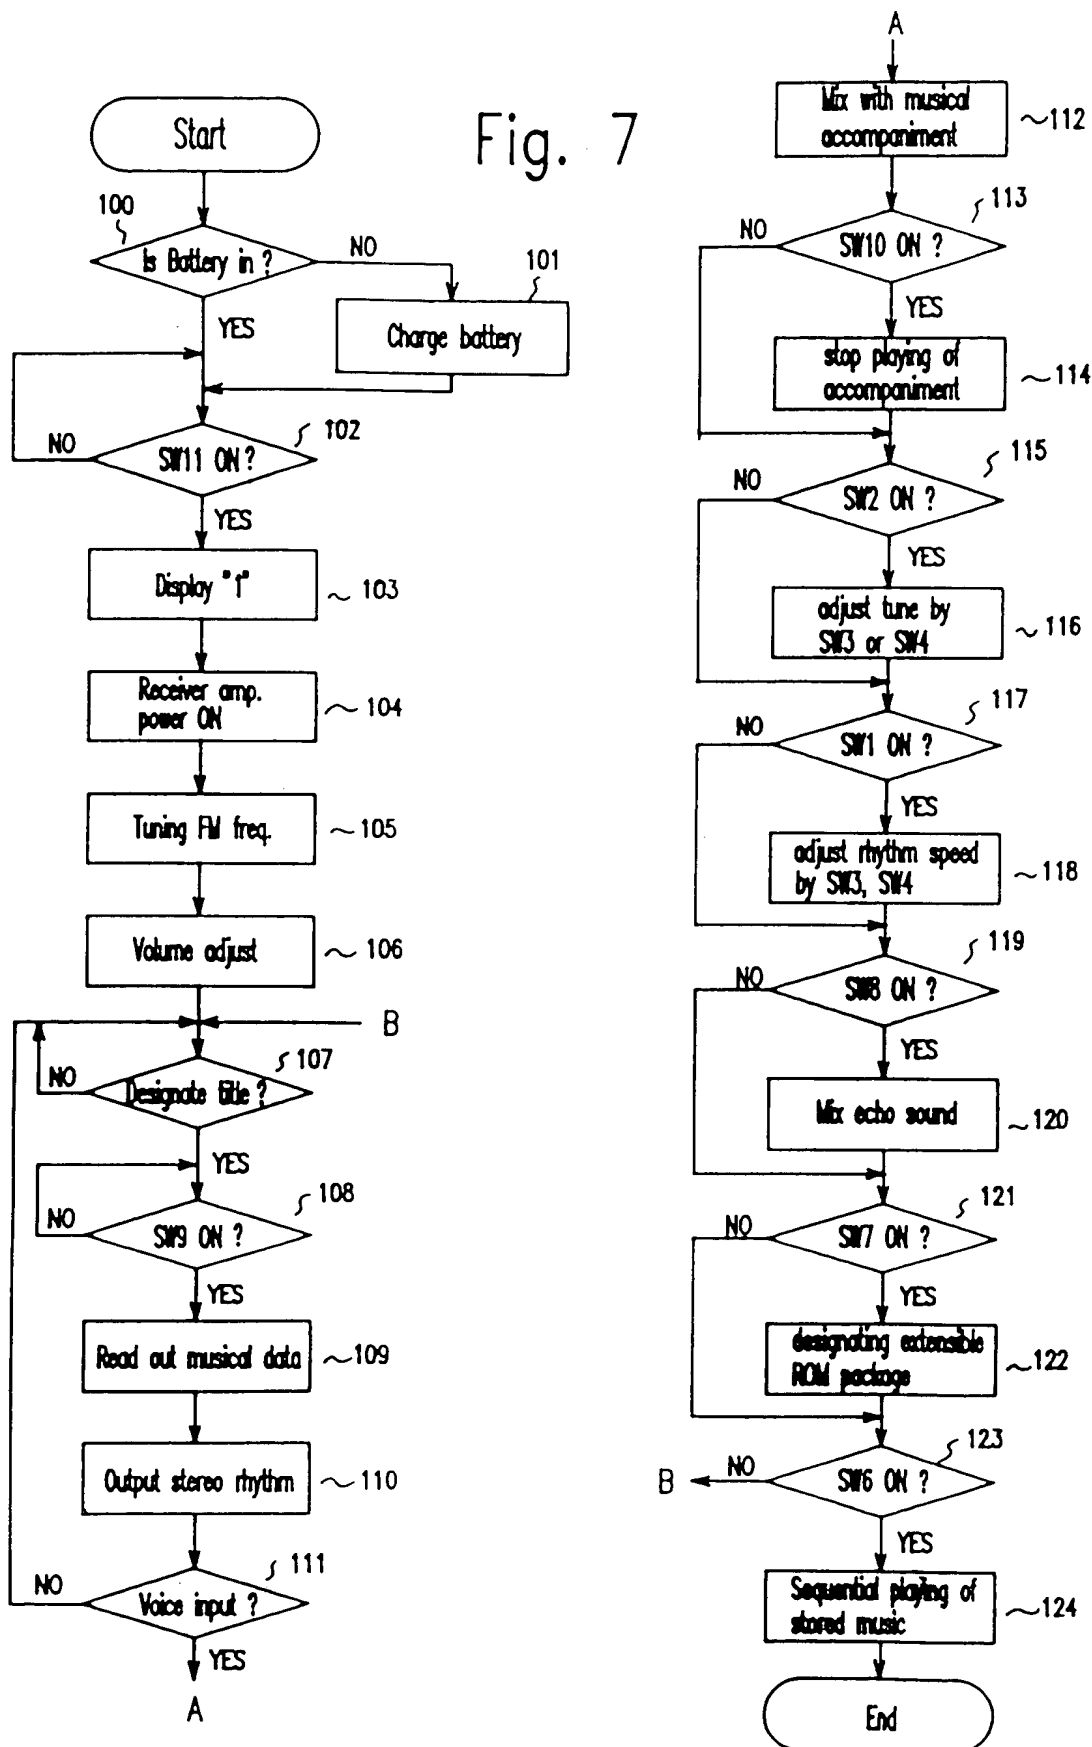 Fig. 7
Start
100
Is Battery in ?
NO
101
Charge battery
YES
102
SW11 ON ?
NO
YES
Display "1"
103
Receiver amp.
power ON
104
Tuning FM freq.
105
Volume adjust
106
B
107
Designate title ?
NO
YES
108
SW9 ON ?
NO
YES
Read out musical data
109
Output stereo rhythm
110
111
Voice input ?
NO
YES
A
A
Mix with musical
accompaniment
112
113
SW10 ON ?
NO
YES
stop playing of
accompaniment
114
115
SW2 ON ?
NO
YES
adjust tune by
SW3 or SW4
116
117
SW1 ON ?
NO
YES
adjust rhythm speed
by SW3, SW4
118
119
SW8 ON ?
NO
YES
Mix echo sound
120
121
SW7 ON ?
NO
YES
designating extensible
ROM package
122
123
SW6 ON ?
NO
B
YES
Sequential playing of
stored music
124
End